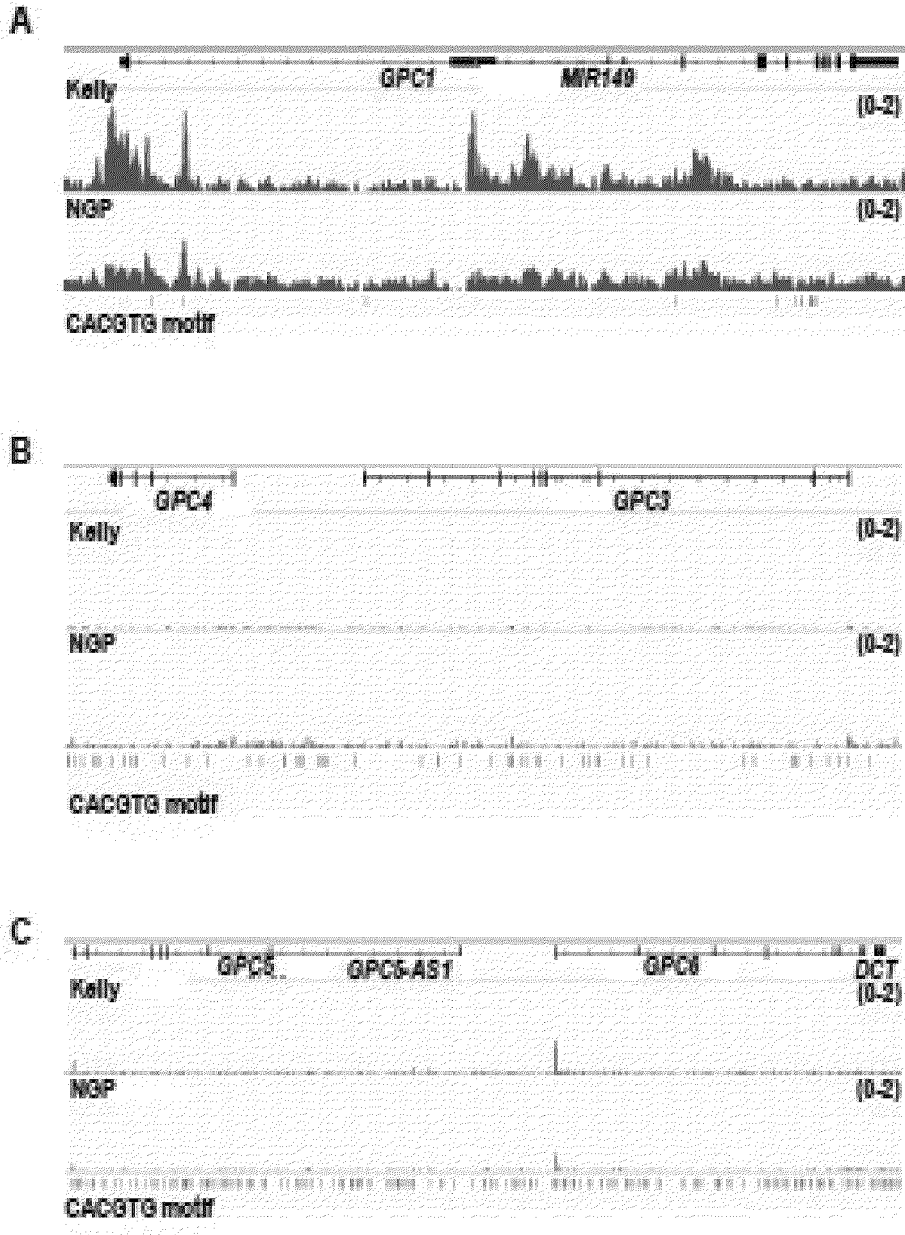 A
GPC1 MIR149
Kelly (0-2)
NGP (0-2)
CACGTG motif
B
GPC4 GPC3
Kelly (0-2)
NGP (0-2)
CACGTG motif
C
GPC5 GPC5-AS1 GPC6 DCT
Kelly (0-2)
NGP (0-2)
CACGTG motif